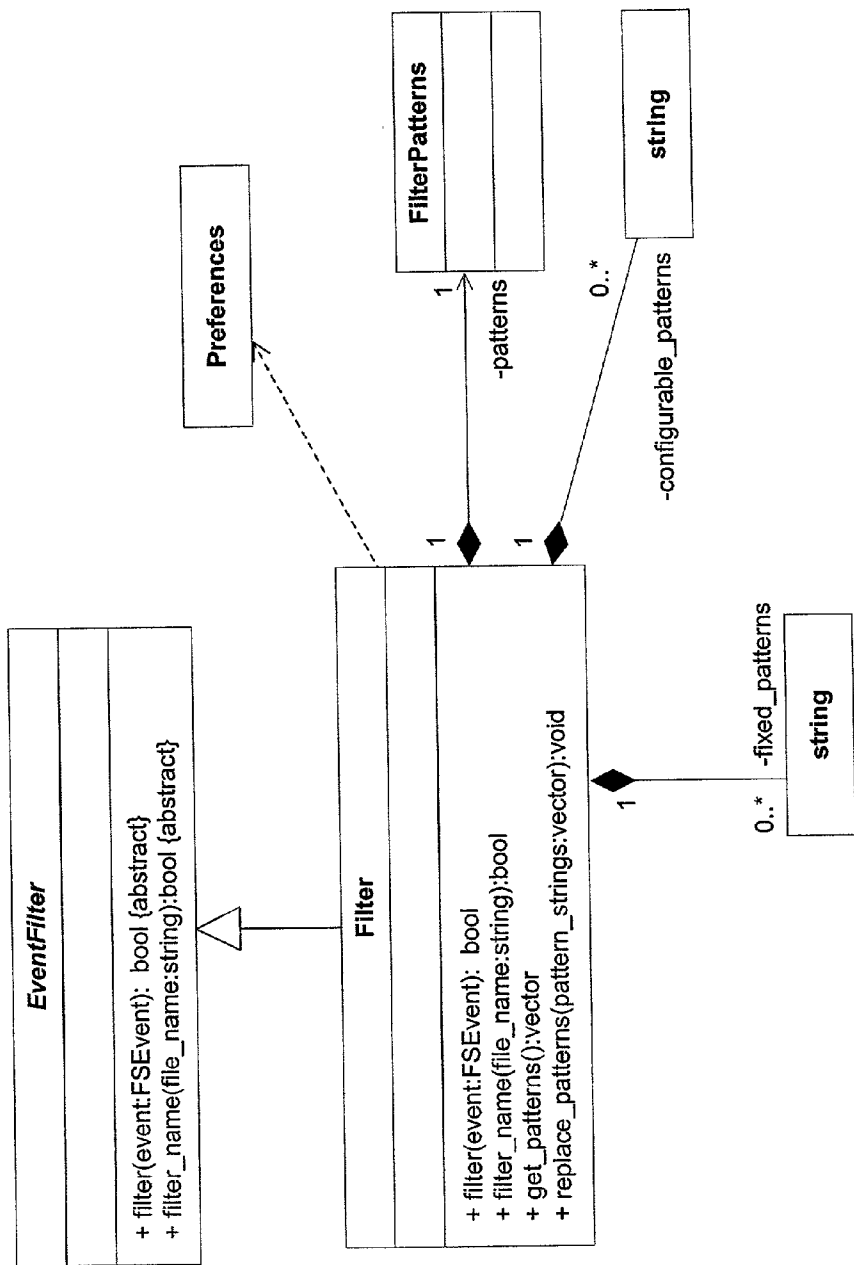 EventFilter
+ filter(event:FSEvent):  bool {abstract}
+ filter_name(file_name:string):bool {abstract}
Filter
+ filter(event:FSEvent):  bool
+ filter_name(file_name:string):bool
+ get_patterns():vector
+ replace_patterns(pattern_strings:vector):void
Preferences
1
1
-patterns
FilterPatterns
1
0..*
-configurable_patterns
string
1
0..*
-fixed_patterns
string